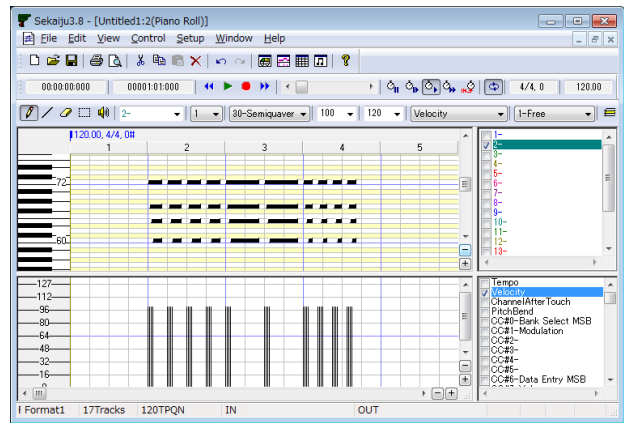 Sekaiju3.8 - [Untitled1:2(Piano Roll)]
File Edit View Control Setup Window Help
00:00:00:000 00001:01:000 4/4, 0 120.00
2- 1 30-Semiquaver 100 120 Velocity 1-Free
120.00, 4/4, 0#
1 2 3 4 5
72
60
1-
2-
3-
4-
5-
6-
7-
8-
9-
10-
11-
12-
13-
127
112
96
80
64
48
32
16
0
Tempo
Velocity
ChannelAfterTouch
PitchBend
CC#0-Bank Select MSB
CC#1-Modulation
CC#2-
CC#3-
CC#4-
CC#5-
CC#6-Data Entry MSB
Format1 17Tracks 120TPQN IN OUT